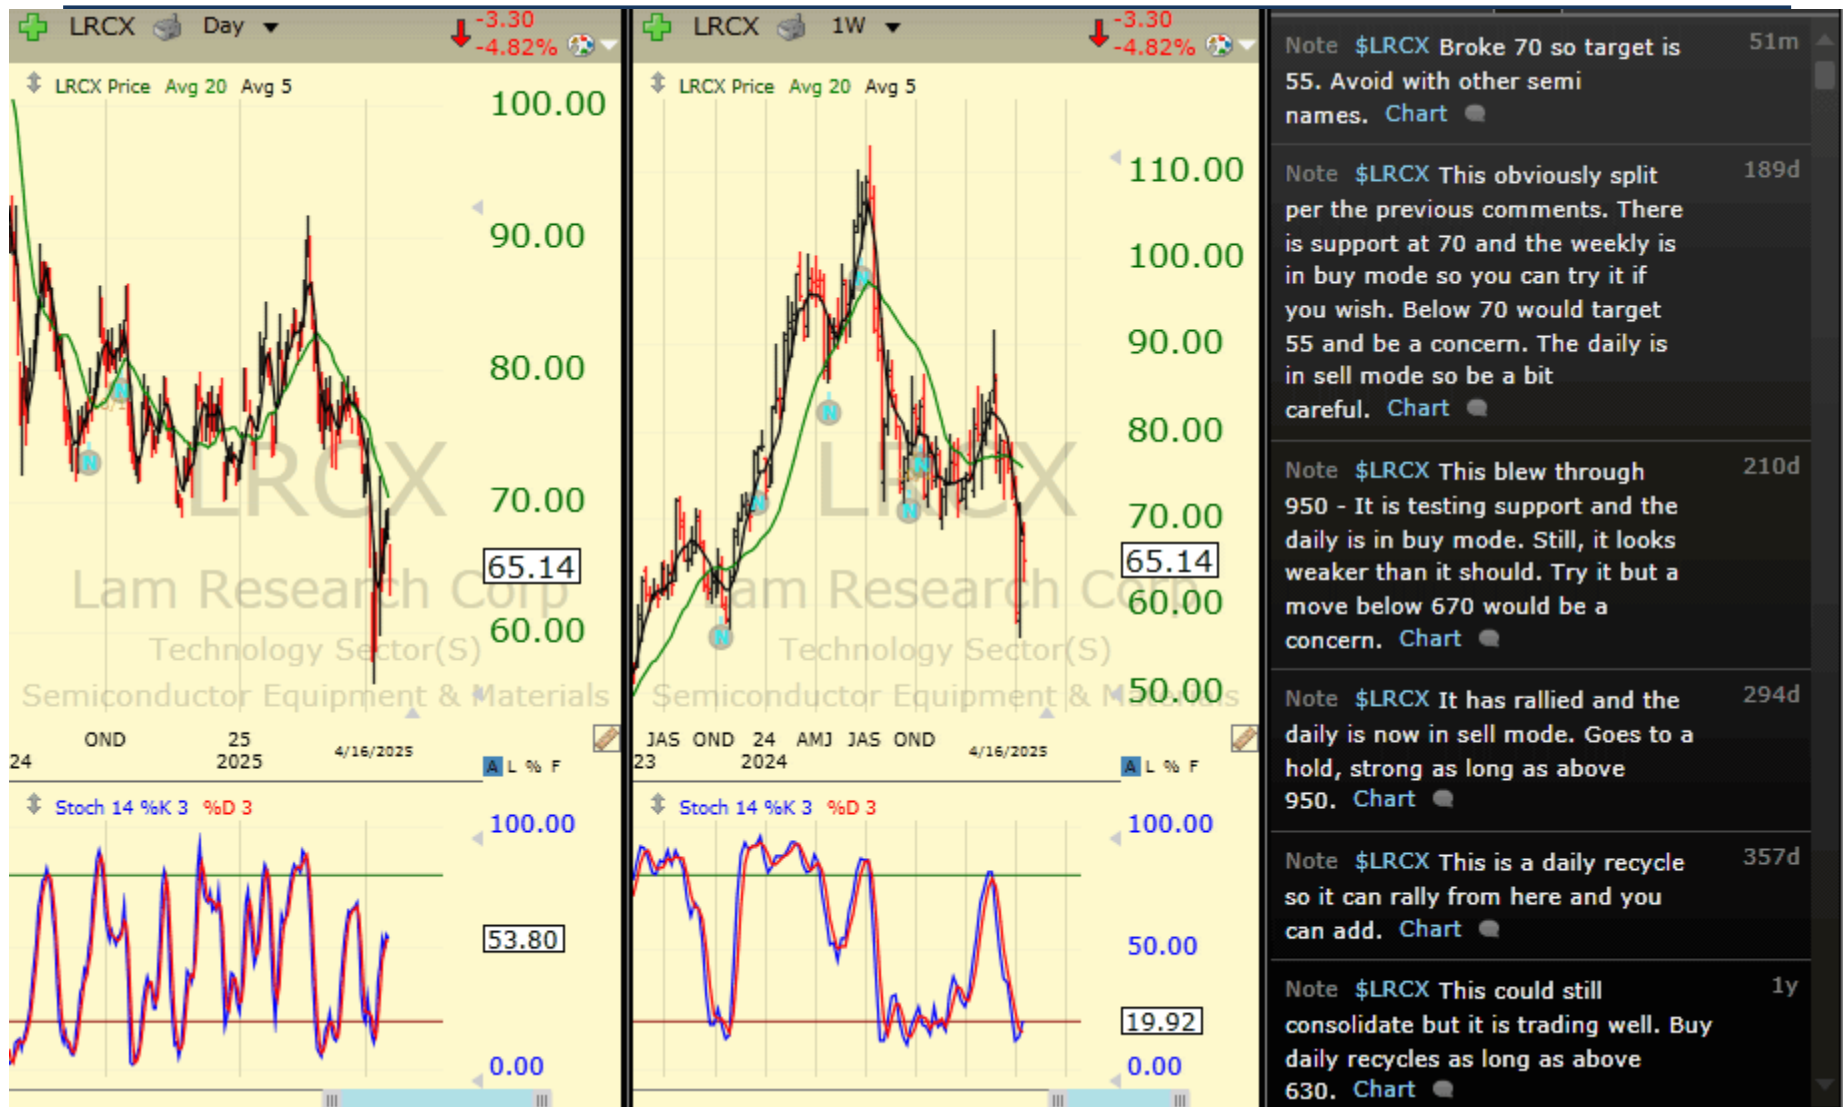 LRCX Day
-3.30
-4.82%
LRCX Price Avg 20 Avg 5
100.00
90.00
80.00
70.00
65.14
60.00
LRCX
Lam Research Corp
Technology Sector(S)
Semiconductor Equipment & Materials
OND 25
24 2025 4/16/2025
A L % F
Stoch 14 %K 3 %D 3
100.00
53.80
0.00
LRCX 1W
-3.30
-4.82%
LRCX Price Avg 20 Avg 5
110.00
100.00
90.00
80.00
70.00
65.14
60.00
50.00
LRCX
Lam Research Corp
Technology Sector(S)
Semiconductor Equipment & Materials
JAS OND 24 AMJ JAS OND
23 2024 4/16/2025
A L % F
Stoch 14 %K 3 %D 3
100.00
50.00
19.92
0.00
Note $LRCX Broke 70 so target is 51m
55. Avoid with other semi
names. Chart
Note $LRCX This obviously split 189d
per the previous comments. There
is support at 70 and the weekly is
in buy mode so you can try it if
you wish. Below 70 would target
55 and be a concern. The daily is
in sell mode so be a bit
careful. Chart
Note $LRCX This blew through 210d
950 - It is testing support and the
daily is in buy mode. Still, it looks
weaker than it should. Try it but a
move below 670 would be a
concern. Chart
Note $LRCX It has rallied and the 294d
daily is now in sell mode. Goes to a
hold, strong as long as above
950. Chart
Note $LRCX This is a daily recycle 357d
so it can rally from here and you
can add. Chart
Note $LRCX This could still 1y
consolidate but it is trading well. Buy
daily recycles as long as above
630. Chart